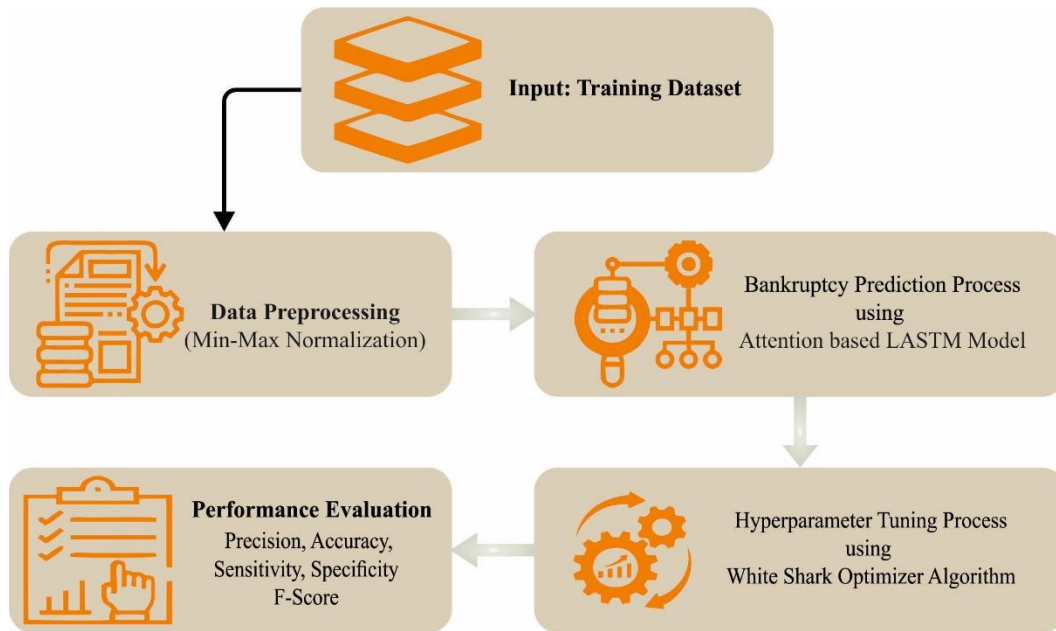 Input: Training Dataset
Data Preprocessing
(Min-Max Normalization)
Bankruptcy Prediction Process
using
Attention based LASTM Model
Hyperparameter Tuning Process
using
White Shark Optimizer Algorithm
Performance Evaluation
Precision, Accuracy,
Sensitivity, Specificity
F-Score